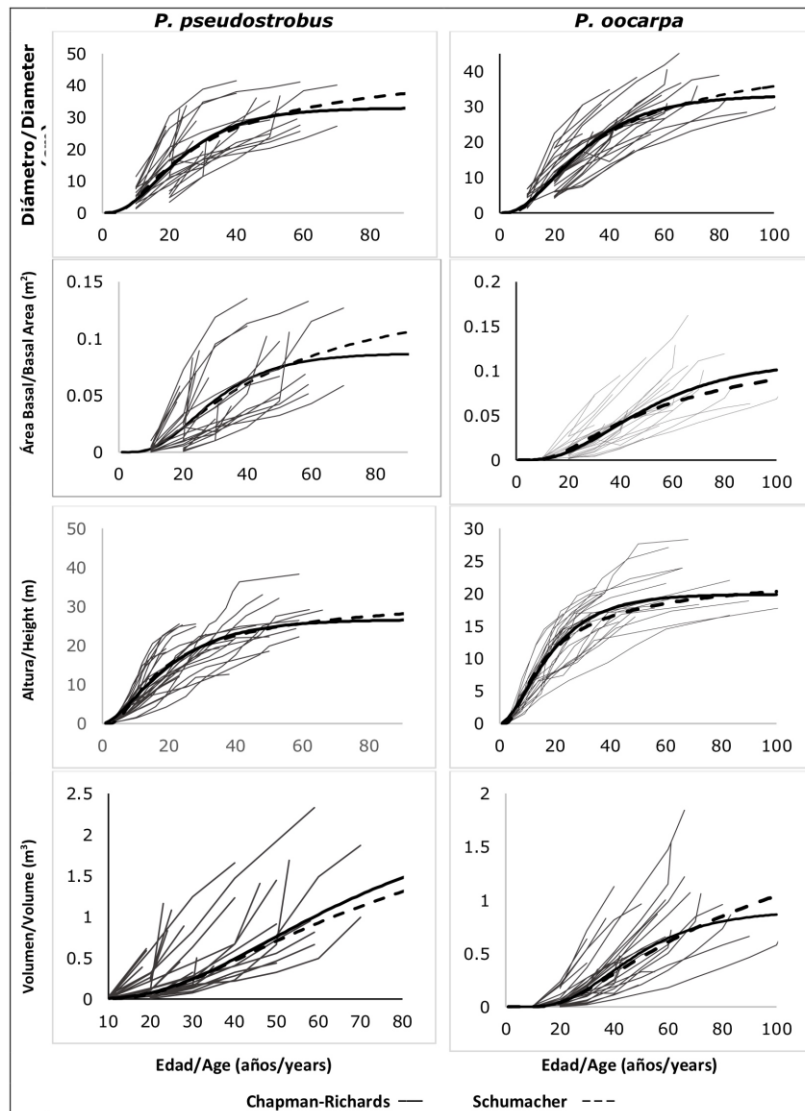 P. pseudostrobus P. oocarpa
Diámetro/Diameter
50
40
30
20
10
0
0 20 40 60 80
40
30
20
10
0
0 20 40 60 80 100
Área Basal/Basal Area (m²)
0.15
0.1
0.05
0
0 20 40 60 80
0.2
0.15
0.1
0.05
0
0 20 40 60 80 100
Altura/Height (m)
50
40
30
20
10
0
0 20 40 60 80
30
25
20
15
10
5
0
0 20 40 60 80 100
Volumen/Volume (m³)
2.5
2
1.5
1
0.5
0
10 20 30 40 50 60 70 80
2
1.5
1
0.5
0
0 20 40 60 80 100
Edad/Age (años/years) Edad/Age (años/years)
Chapman-Richards Schumacher